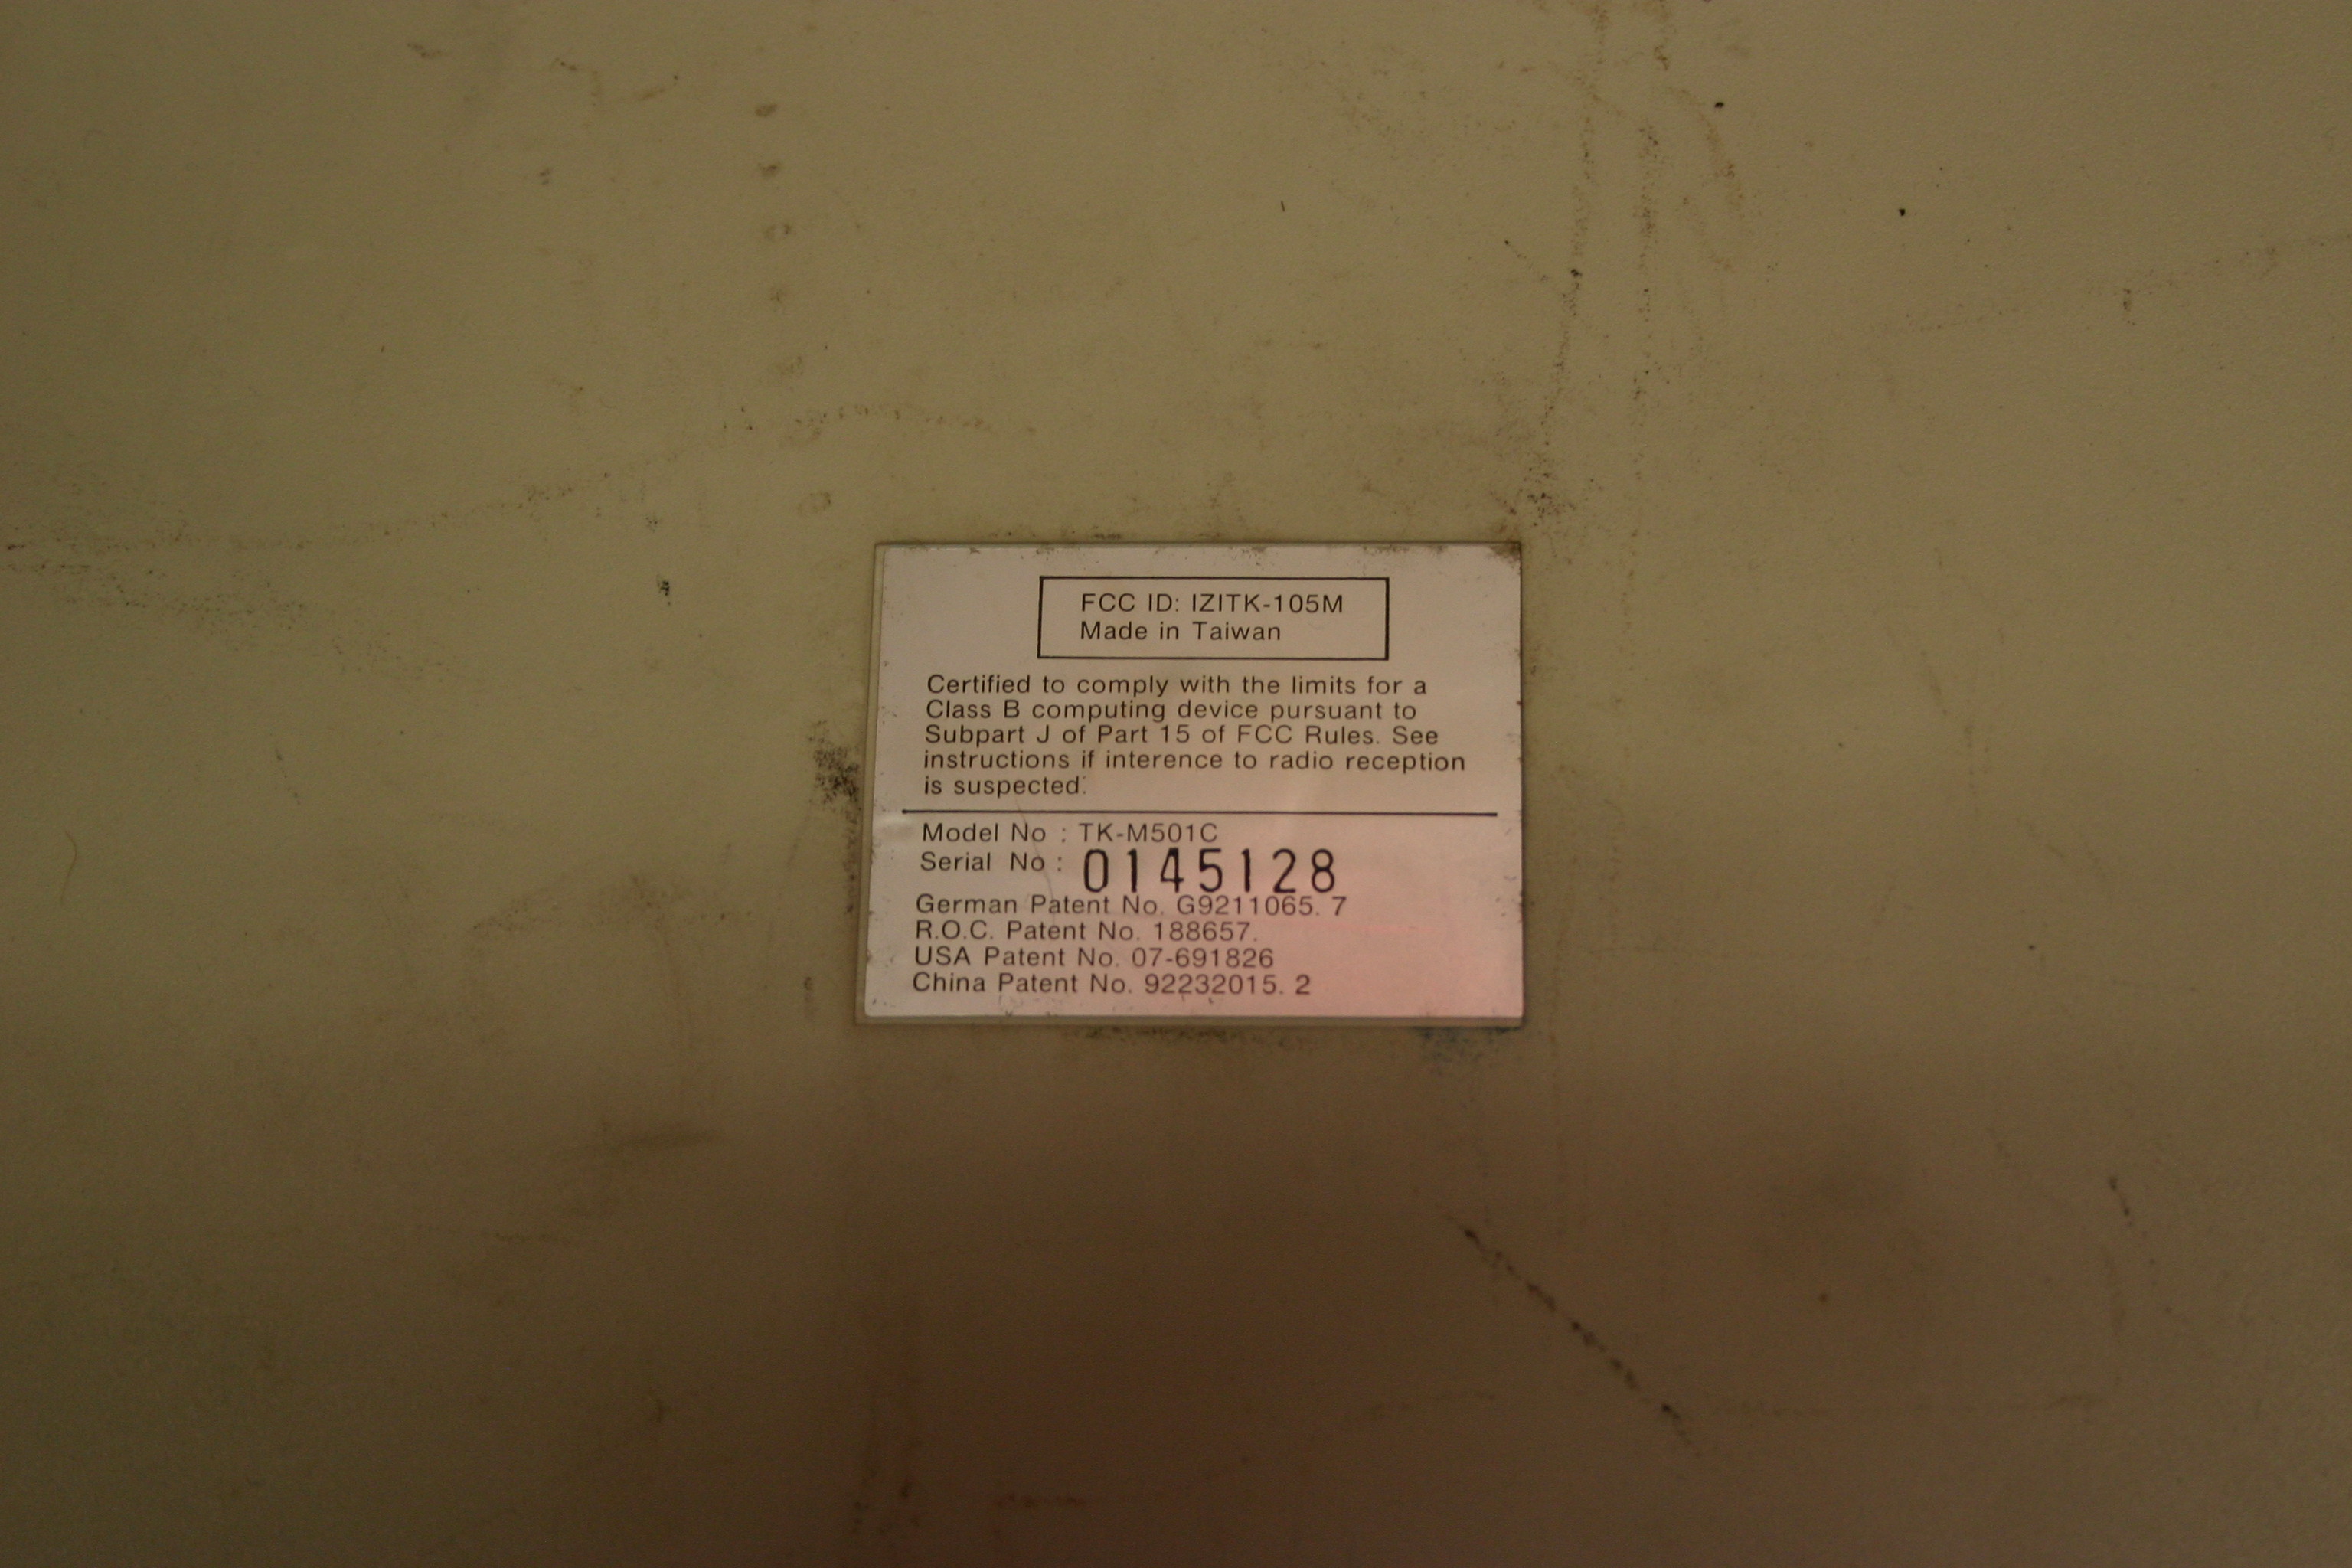 FCC ID: IZITK-105M
Made in Taiwan
Certified to comply with the limits for a
Class B computing device pursuant to
Subpart J of Part 15 of FCC Rules. See
instructions if interence to radio reception
is suspected.
Model No : TK-M501C
Serial No : 0145128
German Patent No. G9211065. 7
R.O.C. Patent No. 188657.
USA Patent No. 07-691826
China Patent No. 92232015. 2